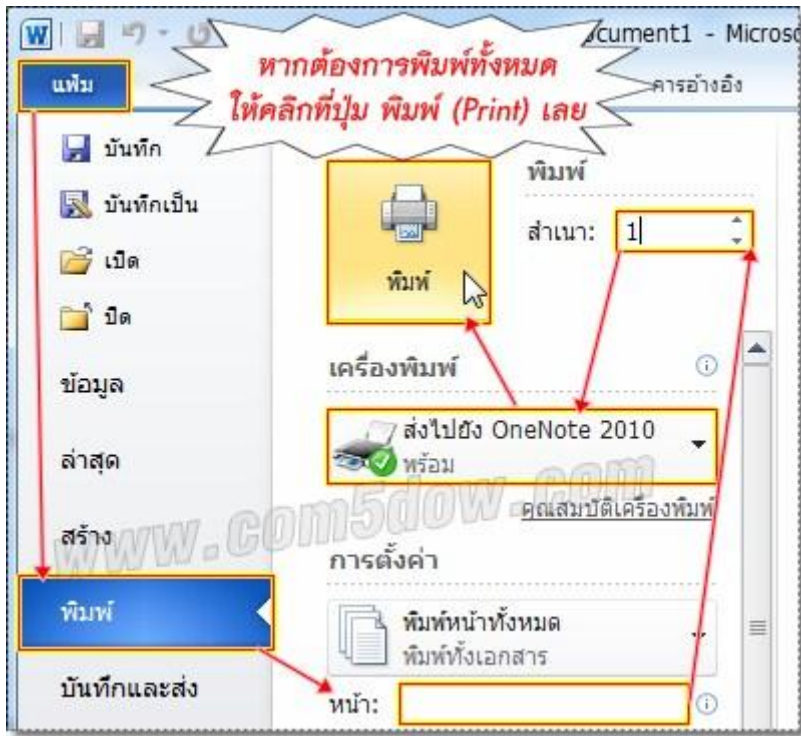 W
Document1 - Microso
หากต้องการพิมพ์ทั้งหมด
ให้คลิกที่ปุ่ม พิมพ์ (Print) เลย
แฟ้ม
การอ้างอิง
บันทึก
บันทึกเป็น
เปิด
ปิด
ข้อมูล
ล่าสุด
สร้าง
พิมพ์
บันทึกและส่ง
พิมพ์
พิมพ์
สำเนา: 1
เครื่องพิมพ์
ส่งไปยัง OneNote 2010
พร้อม
คุณสมบัติเครื่องพิมพ์
การตั้งค่า
พิมพ์หน้าทั้งหมด
พิมพ์ทั้งเอกสาร
หน้า:
www.com5dow.com